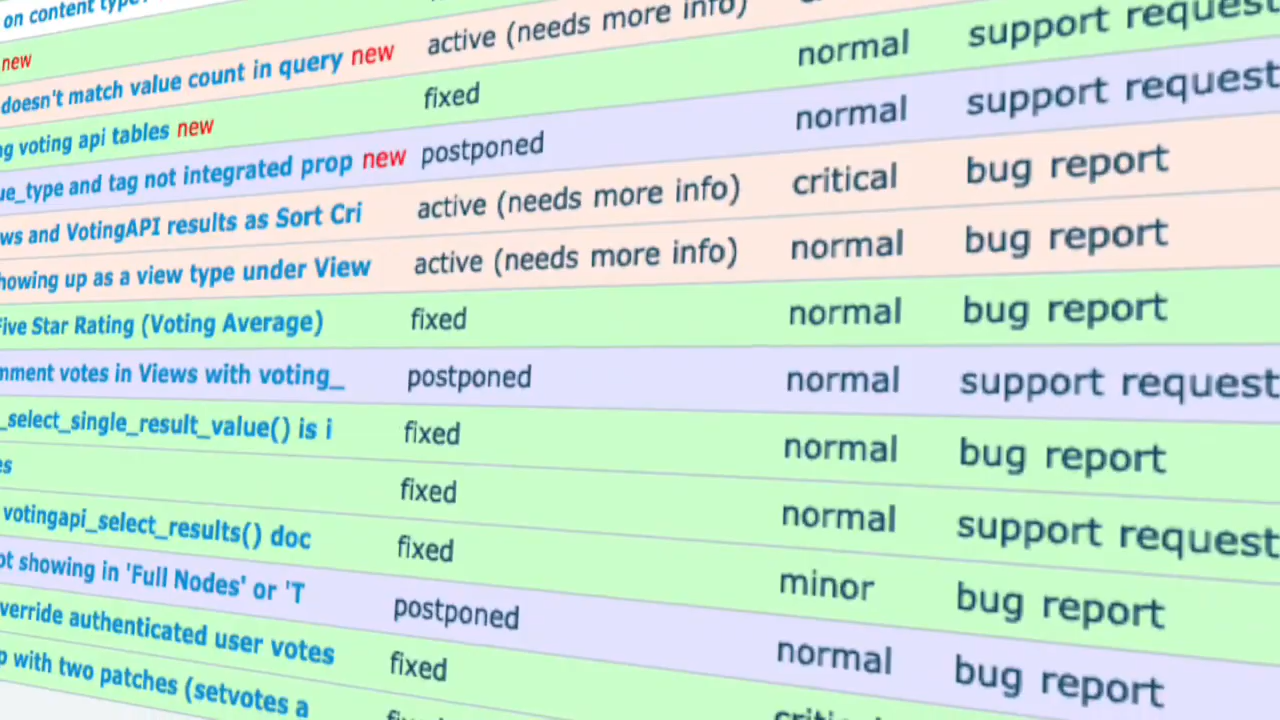 on content type?
new
doesn't match value count in query new active (needs more info)
voting api tables new fixed normal support request
ue_type and tag not integrated prop new postponed normal support request
ws and VotingAPI results as Sort Cri active (needs more info) critical bug report
howing up as a view type under View active (needs more info) normal bug report
Five Star Rating (Voting Average) fixed normal bug report
mment votes in Views with voting_ postponed normal support request
_select_single_result_value() is i fixed normal bug report
es fixed normal support request
votingapi_select_results() doc fixed minor bug report
ot showing in 'Full Nodes' or 'T postponed normal bug report
verride authenticated user votes fixed
p with two patches (setvotes a